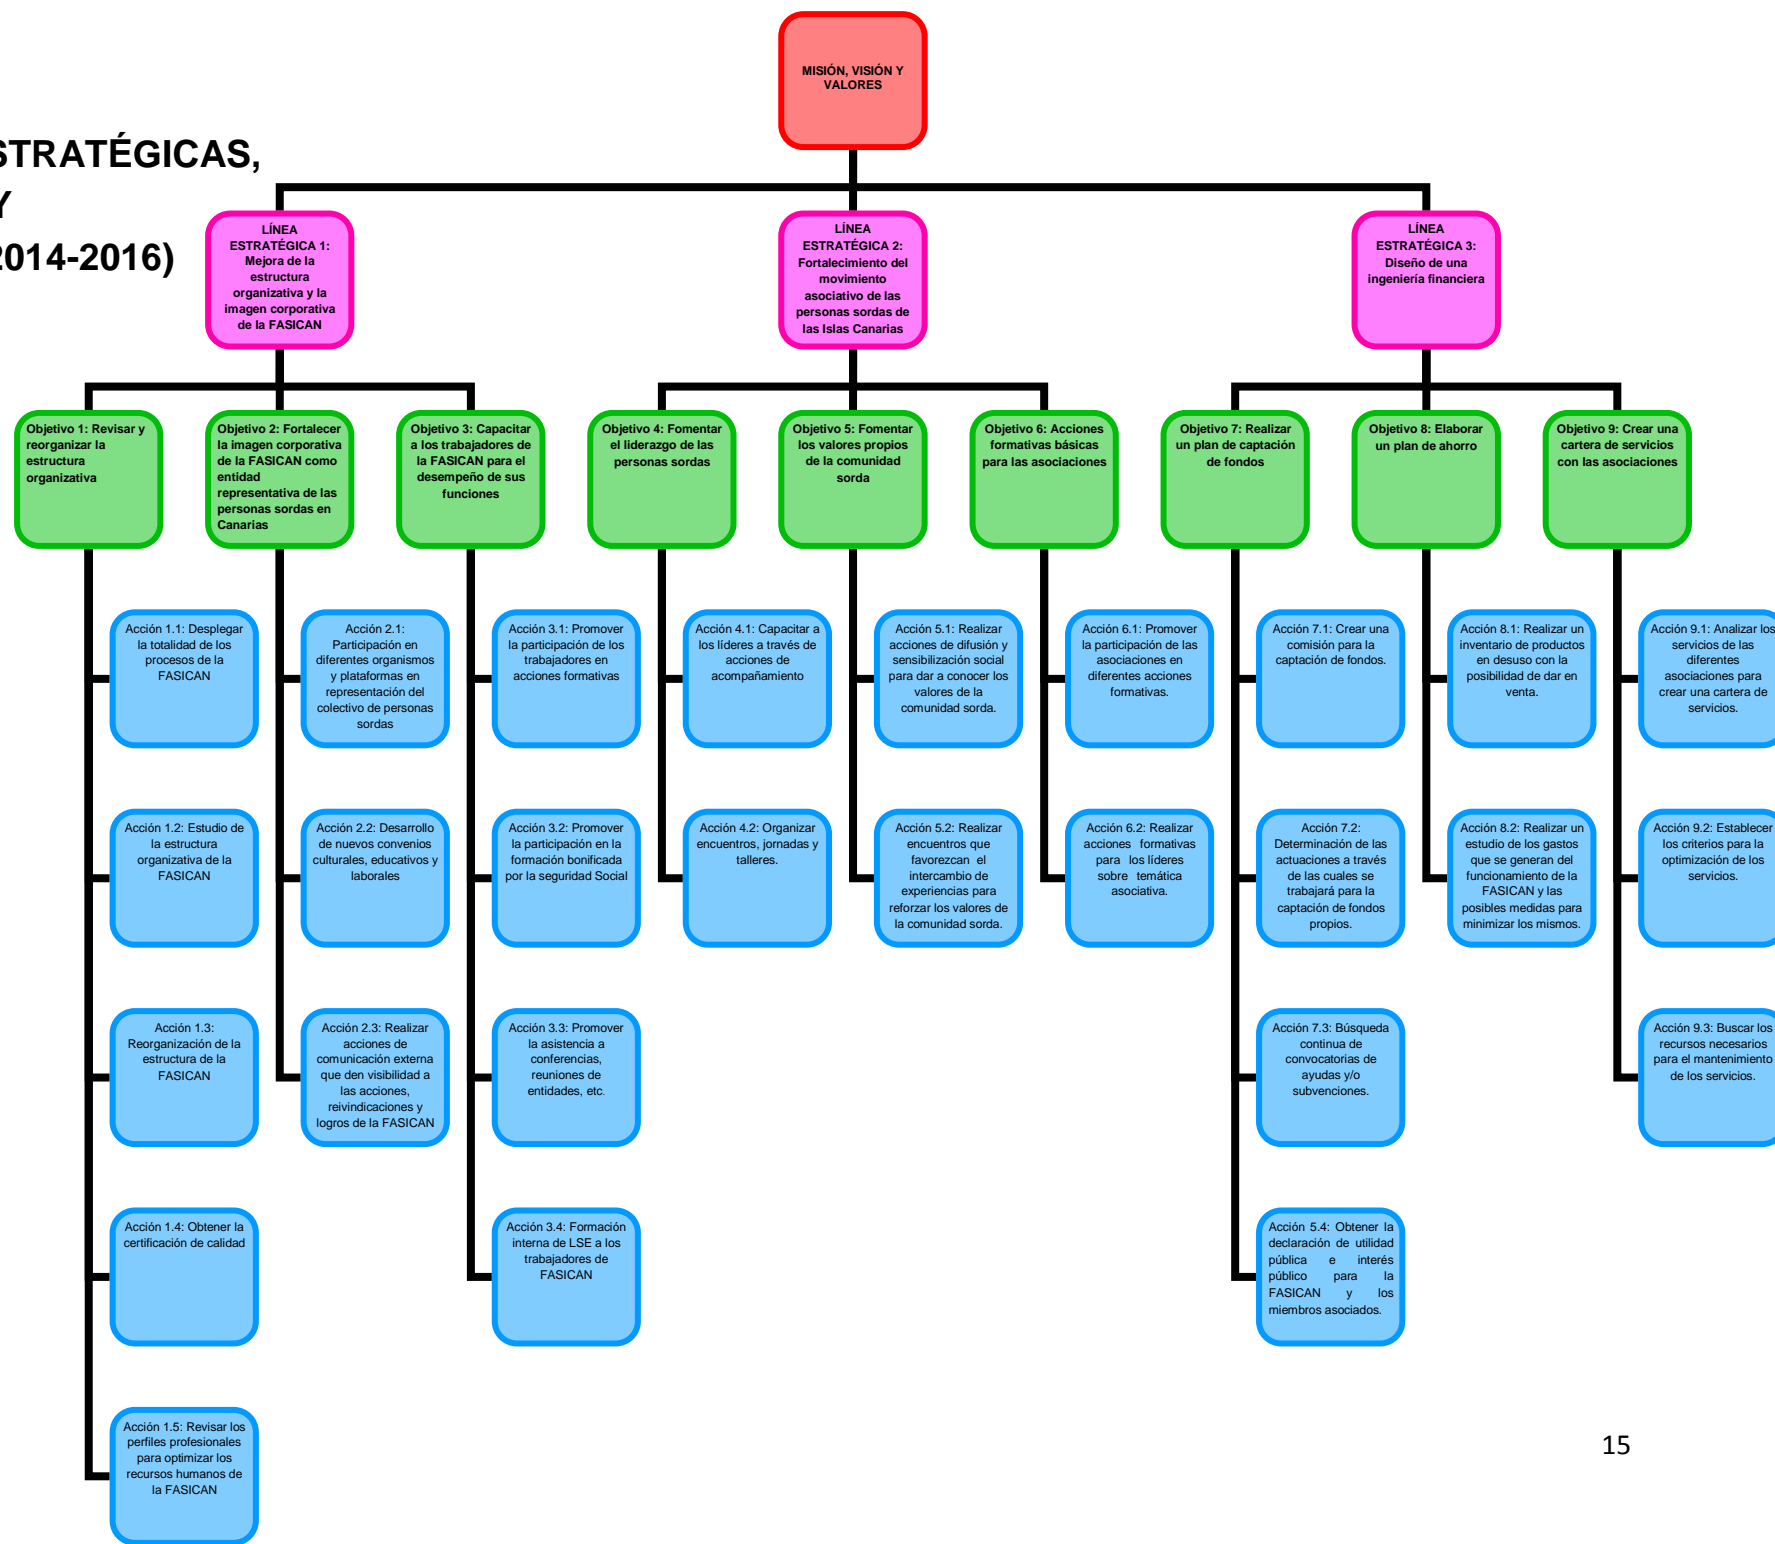 MISIÓN, VISIÓN Y
VALORES
STRATÉGICAS,
Y
2014-2016)
LÍNEA
ESTRATÉGICA 1:
Mejora de la
estructura
organizativa y la
imagen corporativa
de la FASICAN
LÍNEA
ESTRATÉGICA 2:
Fortalecimiento del
movimiento
asociativo de las
personas sordas de
las Islas Canarias
LÍNEA
ESTRATÉGICA 3:
Diseño de una
ingeniería financiera
Objetivo 1: Revisar y
reorganizar la
estructura
organizativa
Objetivo 2: Fortalecer
la imagen corporativa
de la FASICAN como
entidad
representativa de las
personas sordas en
Canarias
Objetivo 3: Capacitar
a los trabajadores de
la FASICAN para el
desempeño de sus
funciones
Objetivo 4: Fomentar
el liderazgo de las
personas sordas
Objetivo 5: Fomentar
los valores propios
de la comunidad
sorda
Objetivo 6: Acciones
formativas básicas
para las asociaciones
Objetivo 7: Realizar
un plan de captación
de fondos
Objetivo 8: Elaborar
un plan de ahorro
Objetivo 9: Crear una
cartera de servicios
con las asociaciones
Acción 1.1: Desplegar
la totalidad de los
procesos de la
FASICAN
Acción 2.1:
Participación en
diferentes organismos
y plataformas en
representación del
colectivo de personas
sordas
Acción 3.1: Promover
la participación de los
trabajadores en
acciones formativas
Acción 4.1: Capacitar a
los líderes a través de
acciones de
acompañamiento
Acción 5.1: Realizar
acciones de difusión y
sensibilización social
para dar a conocer los
valores de la
comunidad sorda.
Acción 6.1: Promover
la participación de las
asociaciones en
diferentes acciones
formativas.
Acción 7.1: Crear una
comisión para la
captación de fondos.
Acción 8.1: Realizar un
inventario de productos
en desuso con la
posibilidad de dar en
venta.
Acción 9.1: Analizar los
servicios de las
diferentes
asociaciones para
crear una cartera de
servicios.
Acción 1.2: Estudio de
la estructura
organizativa de la
FASICAN
Acción 2.2: Desarrollo
de nuevos convenios
culturales, educativos y
laborales
Acción 3.2: Promover
la participación en la
formación bonificada
por la seguridad Social
Acción 4.2: Organizar
encuentros, jornadas y
talleres.
Acción 5.2: Realizar
encuentros que
favorezcan el
intercambio de
experiencias para
reforzar los valores de
la comunidad sorda.
Acción 6.2: Realizar
acciones formativas
para los líderes
sobre temática
asociativa.
Acción 7.2:
Determinación de las
actuaciones a través
de las cuales se
trabajará para la
captación de fondos
propios.
Acción 8.2: Realizar un
estudio de los gastos
que se generan del
funcionamiento de la
FASICAN y las
posibles medidas para
minimizar los mismos.
Acción 9.2: Establecer
los criterios para la
optimización de los
servicios.
Acción 1.3:
Reorganización de la
estructura de la
FASICAN
Acción 2.3: Realizar
acciones de
comunicación externa
que den visibilidad a
las acciones,
reivindicaciones y
logros de la FASICAN
Acción 3.3: Promover
la asistencia a
conferencias,
reuniones de
entidades, etc.
Acción 7.3: Búsqueda
continua de
convocatorias de
ayudas y/o
subvenciones.
Acción 9.3: Buscar los
recursos necesarios
para el mantenimiento
de los servicios.
Acción 1.4: Obtener la
certificación de calidad
Acción 3.4: Formación
interna de LSE a los
trabajadores de
FASICAN
Acción 5.4: Obtener la
declaración de utilidad
pública e interés
público para la
FASICAN y los
miembros asociados.
Acción 1.5: Revisar los
perfiles profesionales
para optimizar los
recursos humanos de
la FASICAN
15